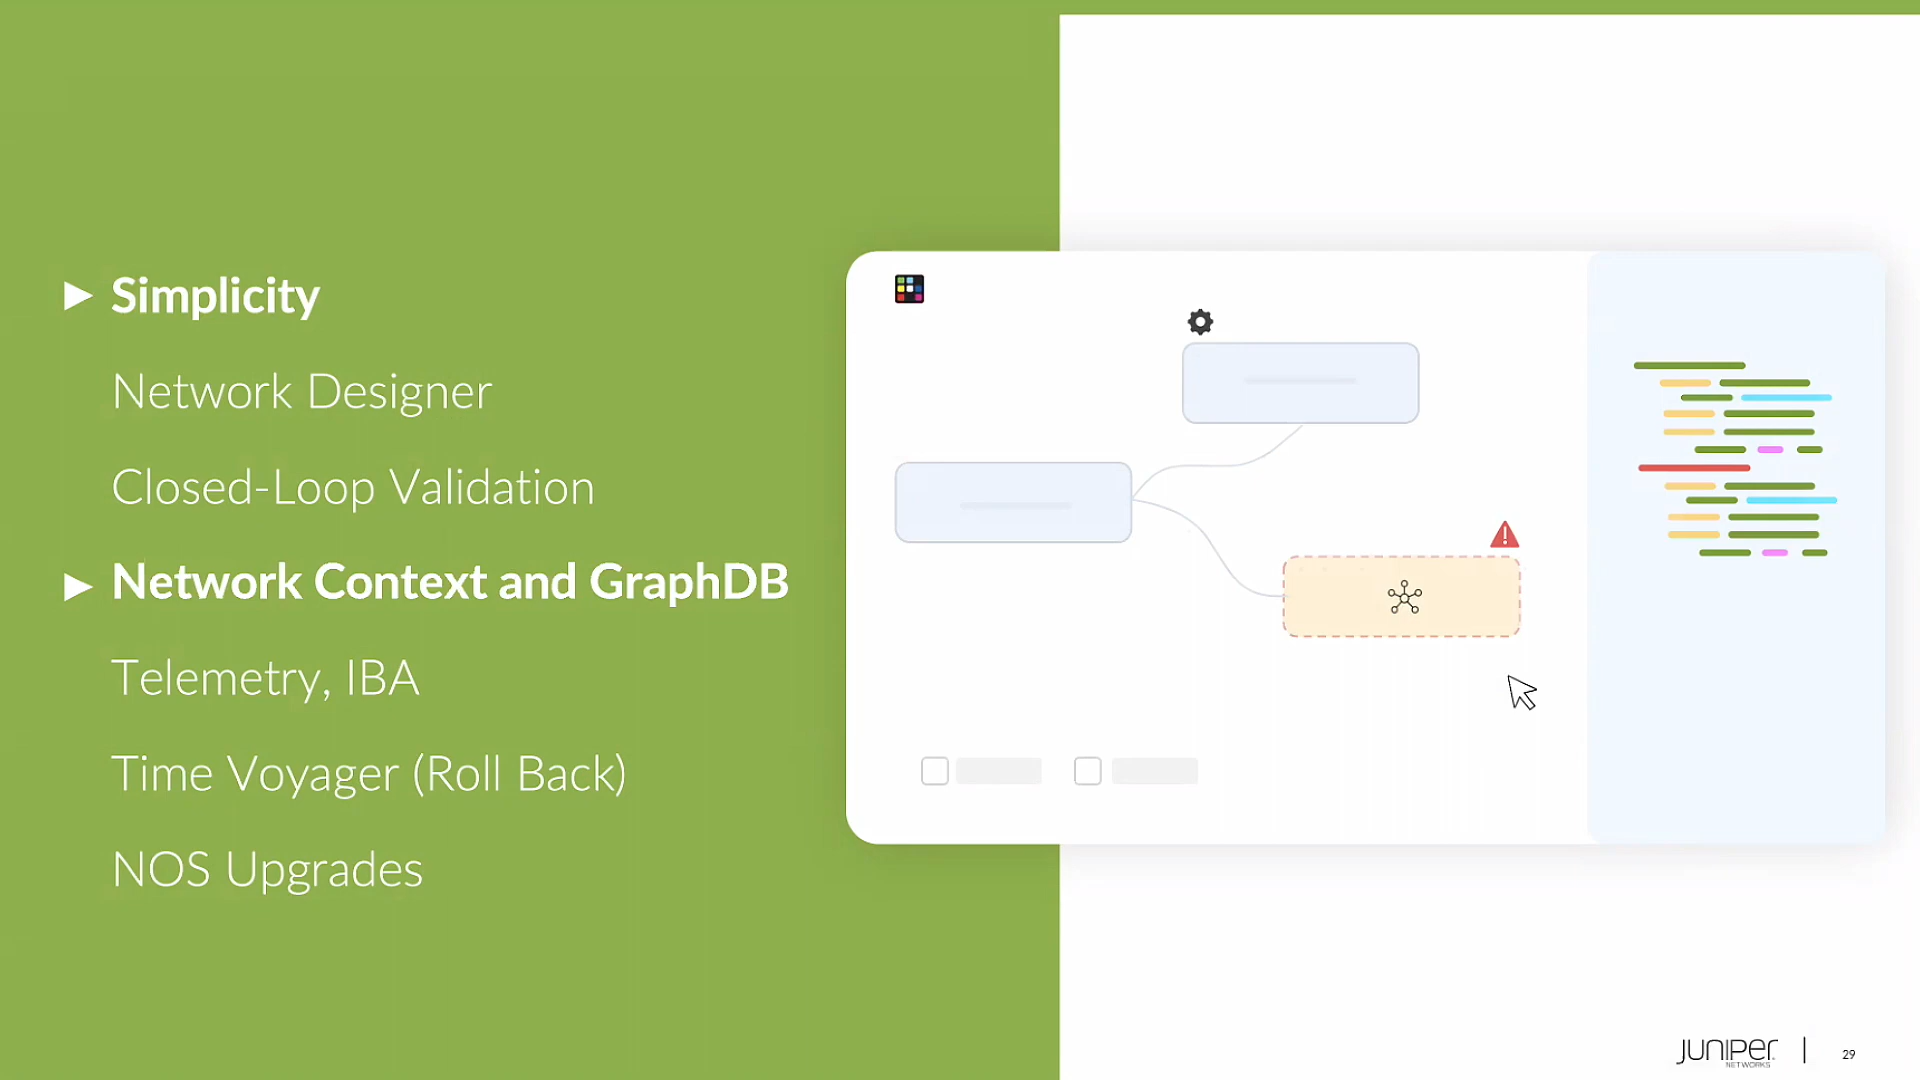 ► Simplicity
Network Designer
Closed-Loop Validation
► Network Context and GraphDB
Telemetry, IBA
Time Voyager (Roll Back)
NOS Upgrades
JUNIPER
NETWORKS
29